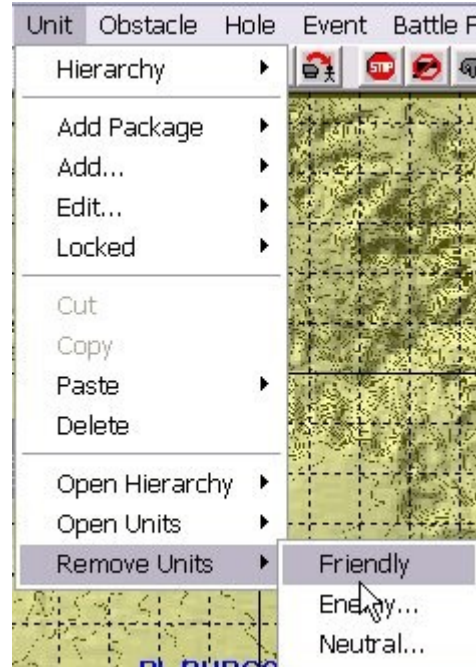 Unit Obstacle Hole Event Battle
Hierarchy
STOP
Add Package
Add...
Edit...
Locked
Cut
Copy
Paste
Delete
Open Hierarchy
Open Units
Remove Units
Friendly
Enemy...
Neutral...